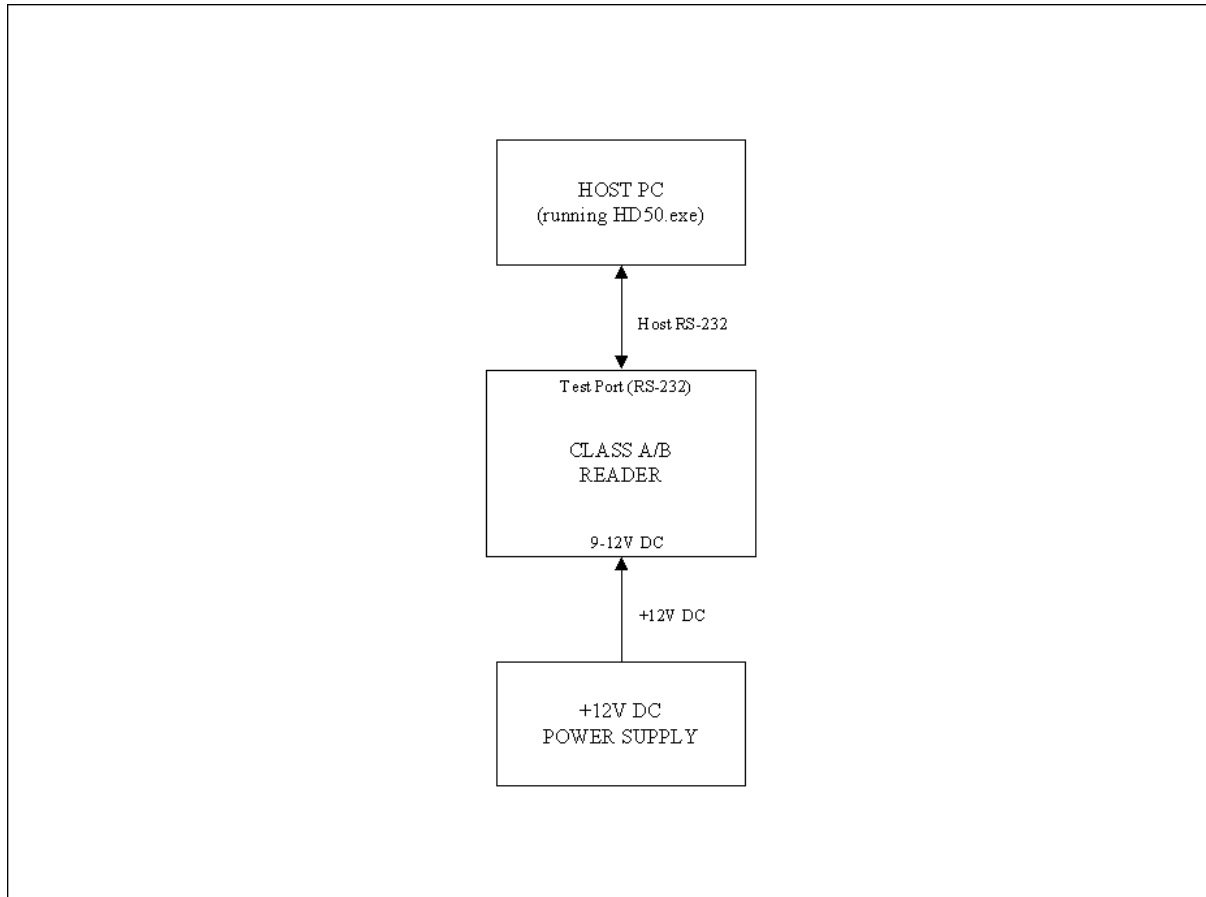 HOST PC
(running HD50.exe)
Host RS-232
Test Port (RS-232)
CLASS A/B
READER
9-12V DC
+12V DC
+12V DC
POWER SUPPLY